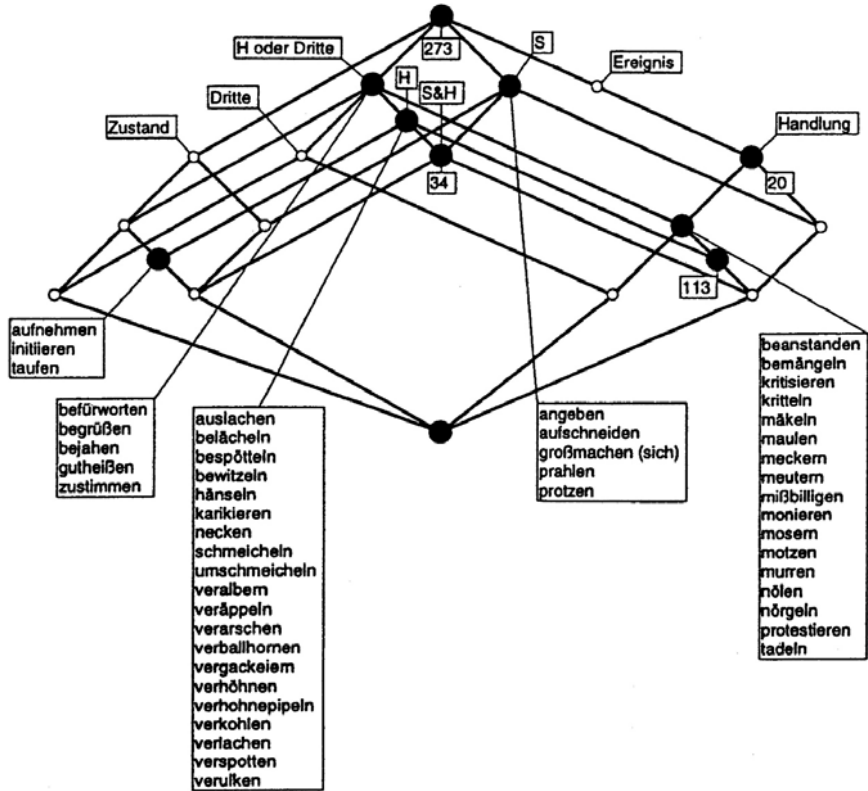 273
H oder Dritte
S
Ereignis
H
S&H
Dritte
Zustand
Handlung
34
20
113
aufnehmen
initiieren
taufen
befürworten
begrüßen
bejahen
gutheißen
zustimmen
auslachen
belächeln
bespötteln
bewitzeln
hänseln
karikieren
necken
schmeicheln
umschmeicheln
veralbern
veräppeln
verarschen
verballhornen
vergackeiern
verhöhnen
verhohnepipeln
verkohlen
verlachen
verspotten
verulken
angeben
aufschneiden
großmachen (sich)
prahlen
protzen
beanstanden
bemängeln
kritisieren
kritteln
mäkeln
maulen
meckern
meutern
mißbilligen
monieren
mosern
motzen
murren
nölen
nörgeln
protestieren
tadeln